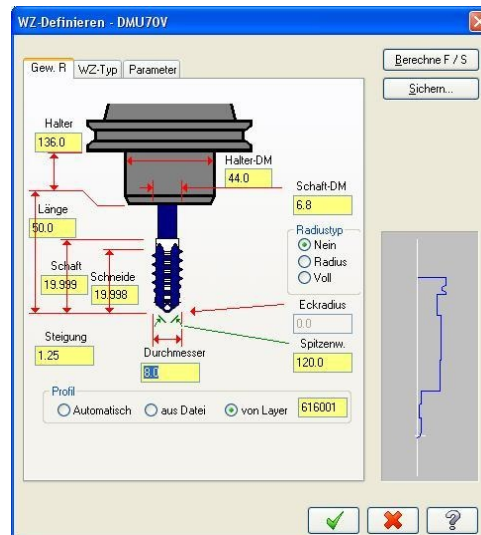 WZ-Definieren - DMU70V
Gew. R WZ-Typ Parameter
Berechne F / S
Sichern...
Halter
136.0
Halter-DM
44.0
Schaft-DM
6.8
Länge
50.0
Radiustyp
Nein
Radius
Voll
Schaft
19.999
Schneide
19.998
Eckradius
0.0
Steigung
1.25
Durchmesser
8.0
Spitzenw.
120.0
Profil
Automatisch aus Datei von Layer 616001